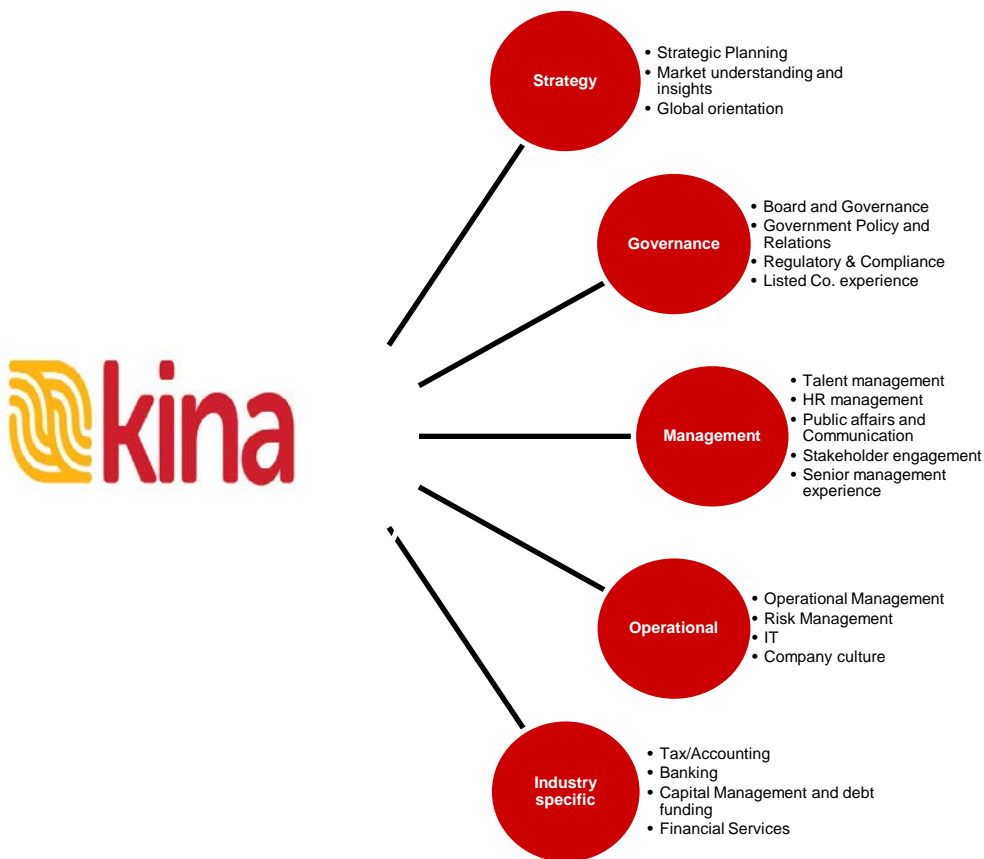 kina
Strategy
• Strategic Planning
• Market understanding and
insights
• Global orientation
Governance
• Board and Governance
• Government Policy and
Relations
• Regulatory & Compliance
• Listed Co. experience
Management
• Talent management
• HR management
• Public affairs and
Communication
• Stakeholder engagement
• Senior management
experience
Operational
• Operational Management
• Risk Management
• IT
• Company culture
Industry
specific
• Tax/Accounting
• Banking
• Capital Management and debt
funding
• Financial Services